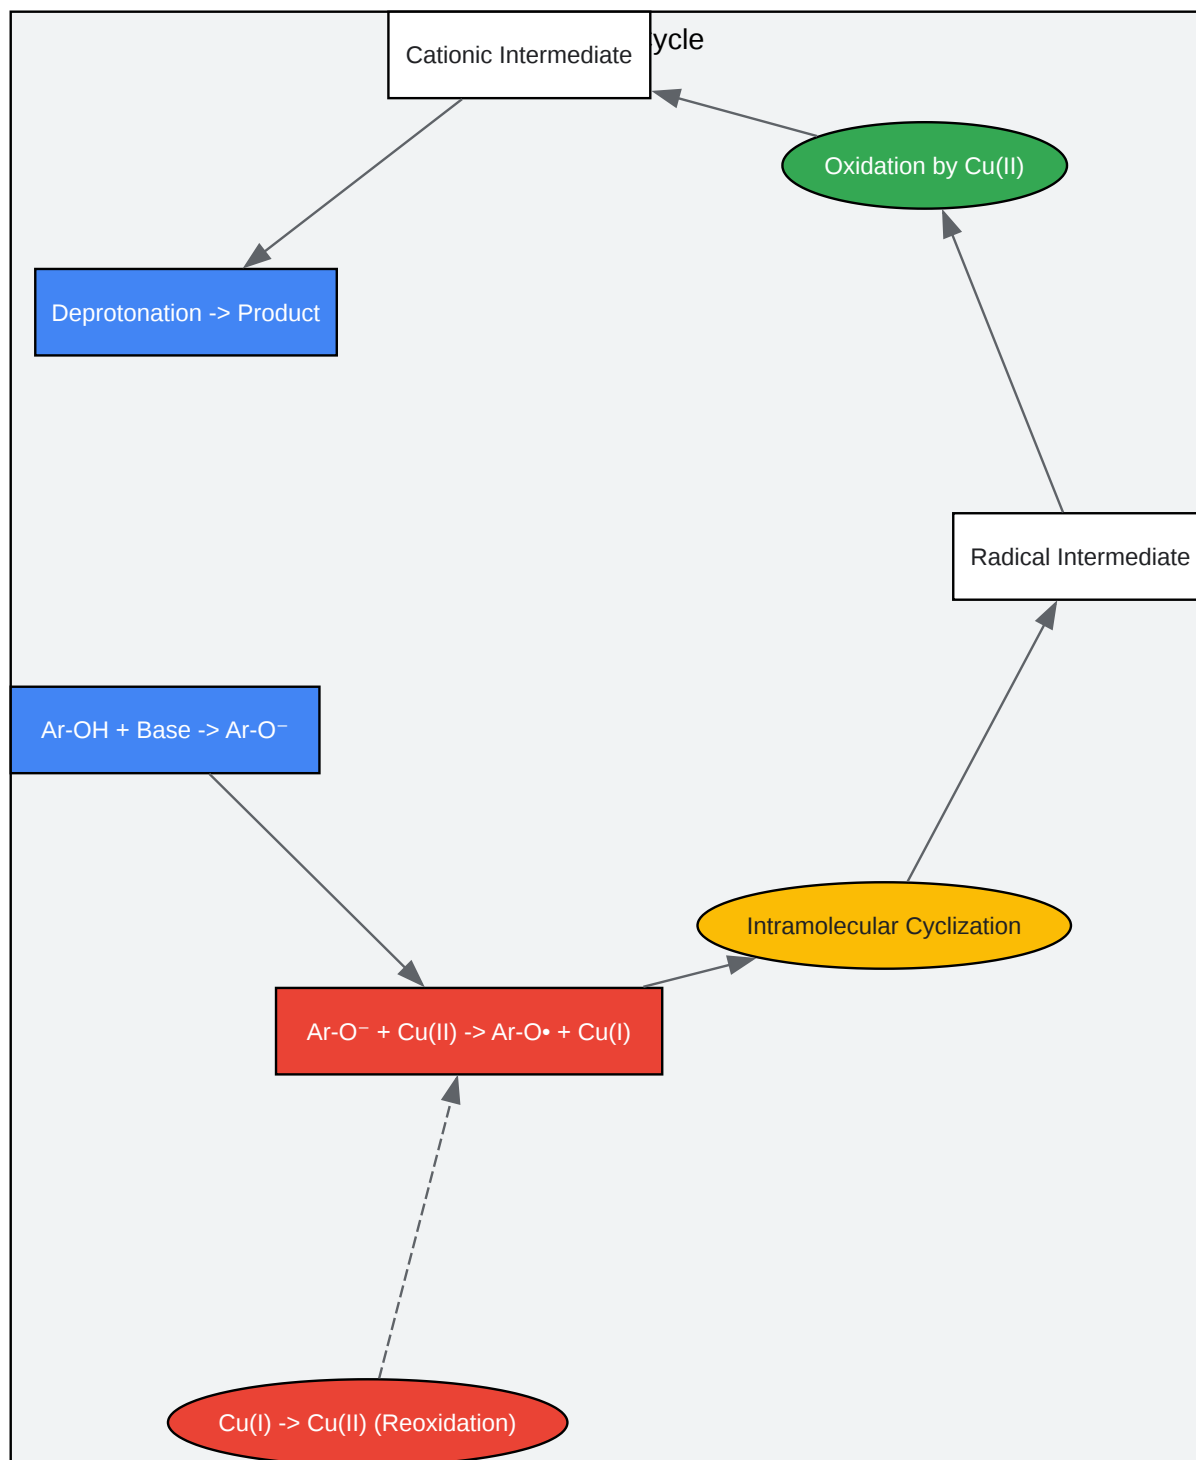 Cationic Intermediate
ycle
Oxidation by Cu(II)
Deprotonation -> Product
Radical Intermediate
Ar-OH + Base -> Ar-O⁻
Intramolecular Cyclization
Ar-O⁻ + Cu(II) -> Ar-O• + Cu(I)
Cu(I) -> Cu(II) (Reoxidation)